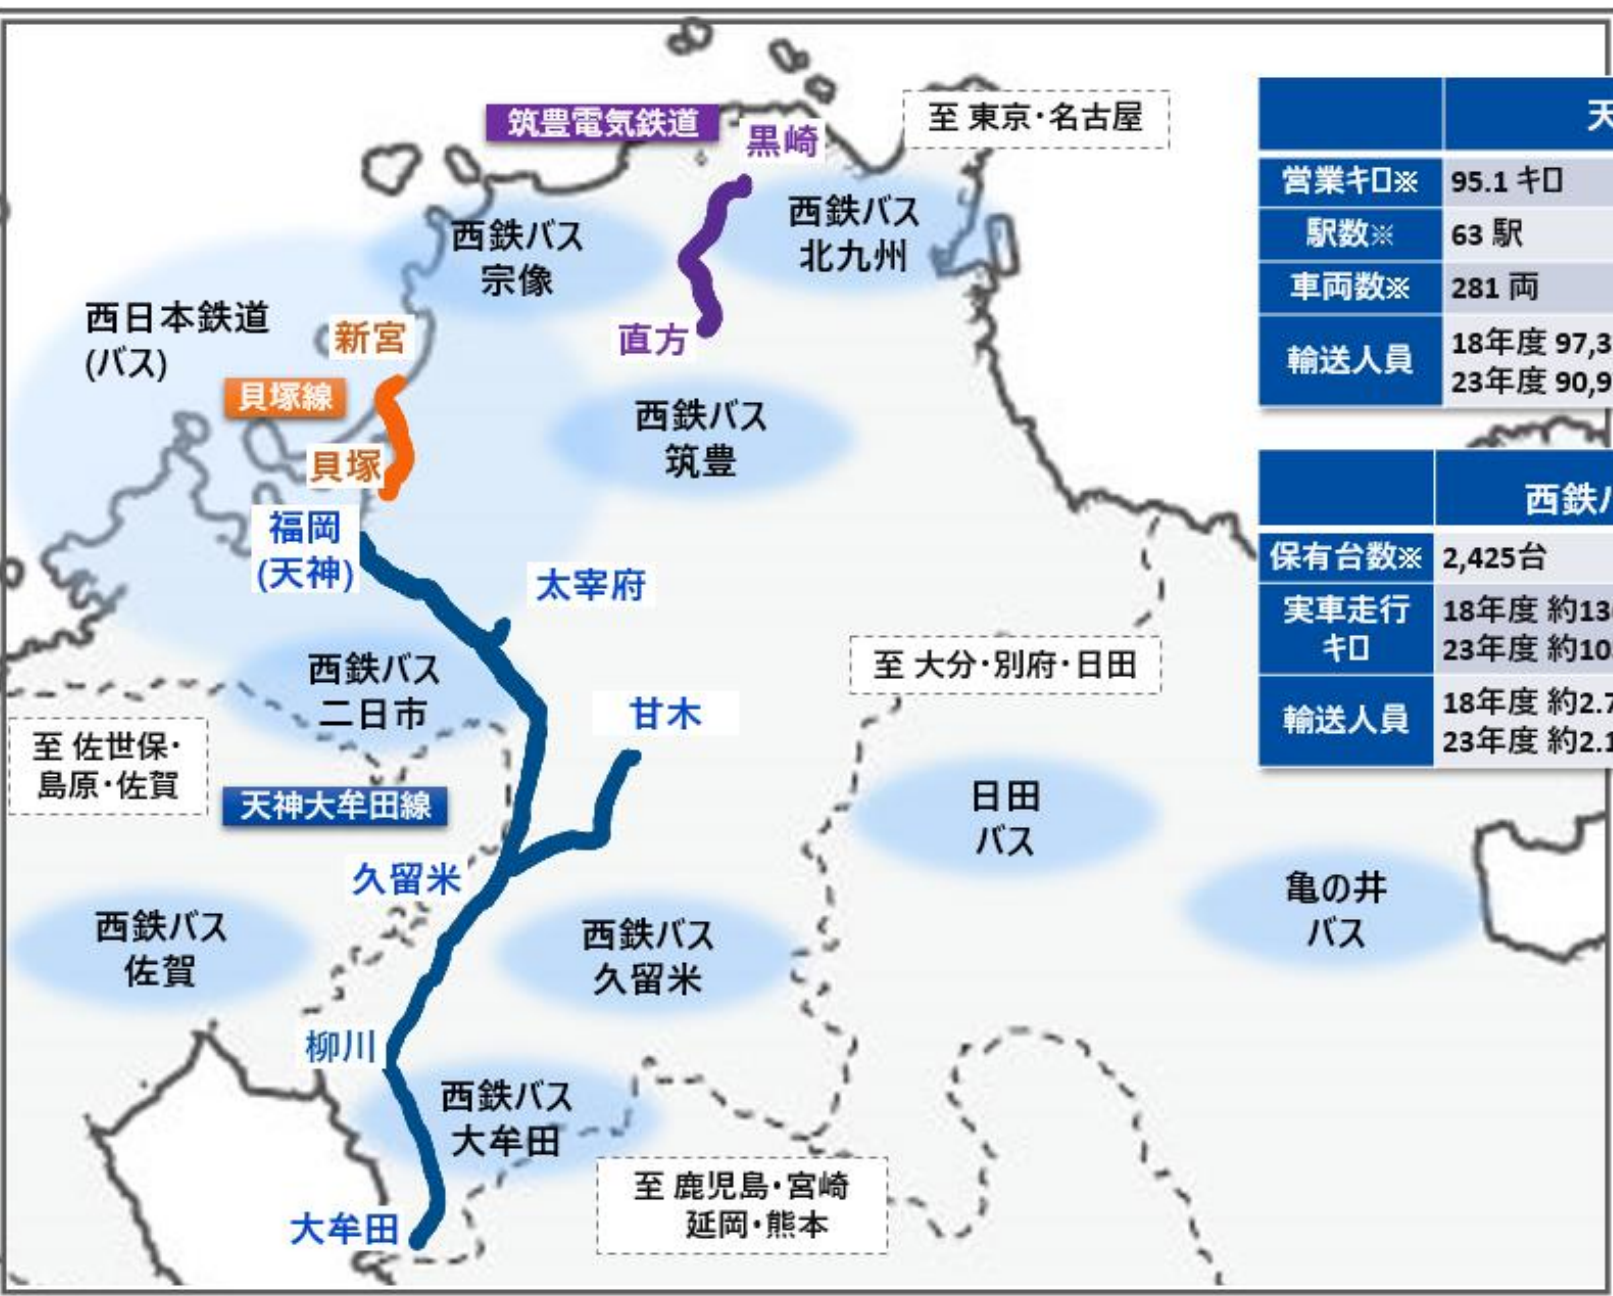 筑豊電気鉄道
黒崎
至 東京・名古屋
西鉄バス
宗像
西鉄バス
北九州
西日本鉄道
(バス)
新宮
直方
貝塚線
貝塚
西鉄バス
筑豊
福岡
(天神)
太宰府
西鉄バス
二日市
至 大分・別府・日田
甘木
至 佐世保・
島原・佐賀
天神大牟田線
日田
バス
久留米
亀の井
バス
西鉄バス
佐賀
西鉄バス
久留米
柳川
西鉄バス
大牟田
至 鹿児島・宮崎
延岡・熊本
大牟田
天
営業キロ※ 95.1 キロ
駅数※ 63 駅
車両数※ 281 両
輸送人員
18年度 97,3
23年度 90,9
西鉄バ
保有台数※ 2,425台
実車走行
キロ
18年度 約13
23年度 約10
輸送人員
18年度 約2.7
23年度 約2.1